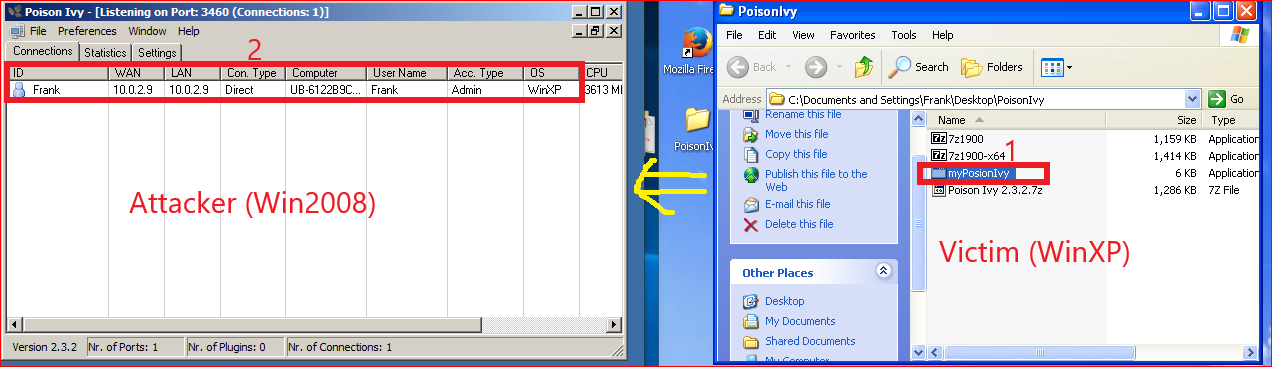 Poison Ivy - [Listening on Port: 3460 (Connections: 1)]
File Preferences Window Help
Connections Statistics Settings
2
ID WAN LAN Con. Type Computer User Name Acc. Type OS CPU
Frank 10.0.2.9 10.0.2.9 Direct UB-6122B9C... Frank Admin WinXP 3613 M
Attacker (Win2008)
Version 2.3.2 Nr. of Ports: 1 Nr. of Plugins: 0 Nr. of Connections: 1
Mozilla Fire
PoisonI
PoisonIvy
File Edit View Favorites Tools Help
Back Search Folders
Address C:\Documents and Settings\Frank\Desktop\PoisonIvy Go
Rename this file
Move this file
Copy this file
Publish this file to the
Web
E-mail this file
Delete this file
Other Places
Desktop
My Documents
Shared Documents
My Computer
Name Size Type
7z1900 1,159 KB Application
7z1900-x64 1,414 KB Application
1
myPosionIvy 6 KB Application
Poison Ivy 2.3.2.7z 1,286 KB 7Z File
Victim (WinXP)